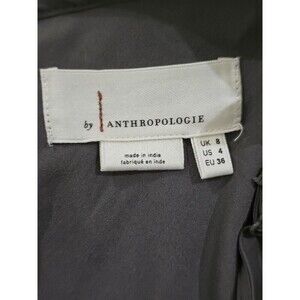 by ANTHROPOLOGIE
made in india
fabriqué en inde
UK 8
US 4
EU 36